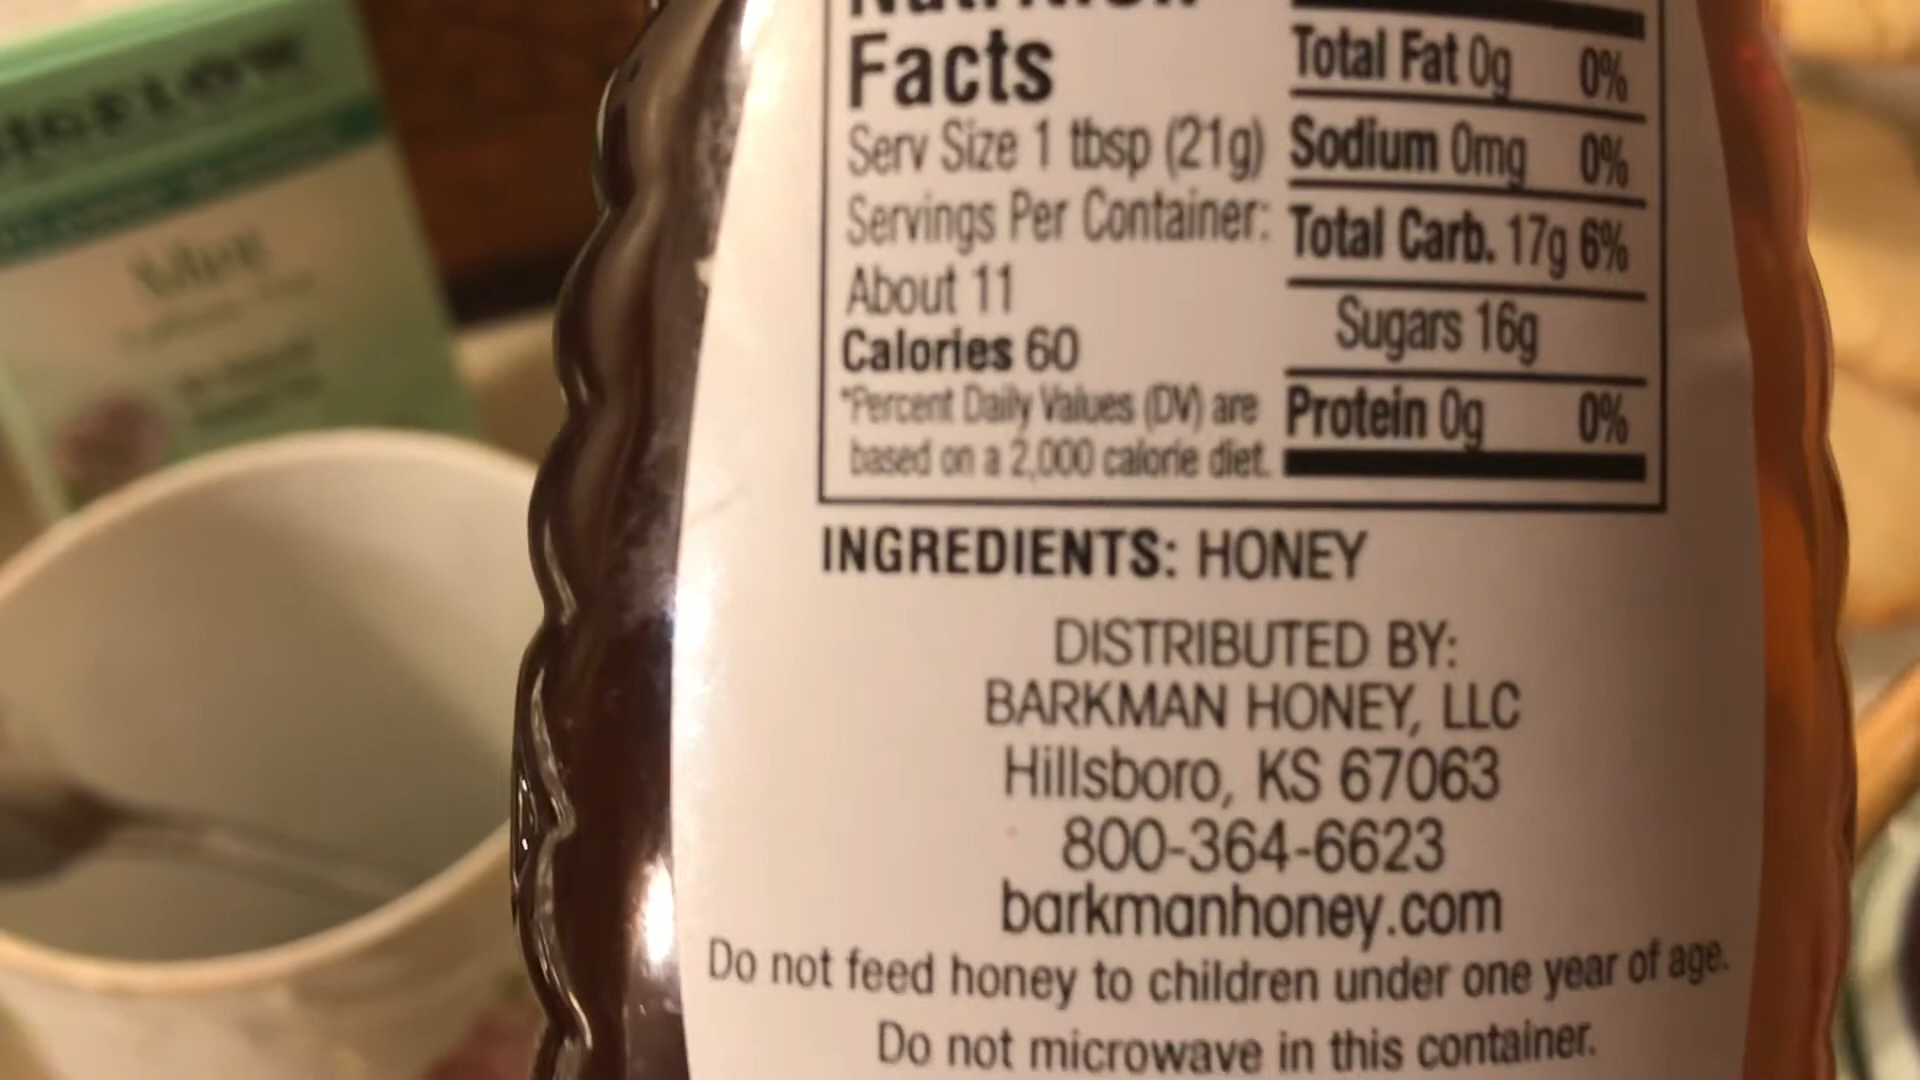 Nutrition
Facts
Serv Size 1 tbsp (21g)
Servings Per Container:
About 11
Calories 60
*Percent Daily Values (DV) are
based on a 2,000 calorie diet.
Total Fat 0g 0%
Sodium 0mg 0%
Total Carb. 17g 6%
Sugars 16g
Protein 0g 0%
INGREDIENTS: HONEY
DISTRIBUTED BY:
BARKMAN HONEY, LLC
Hillsboro, KS 67063
800-364-6623
barkmanhoney.com
Do not feed honey to children under one year of age.
Do not microwave in this container.